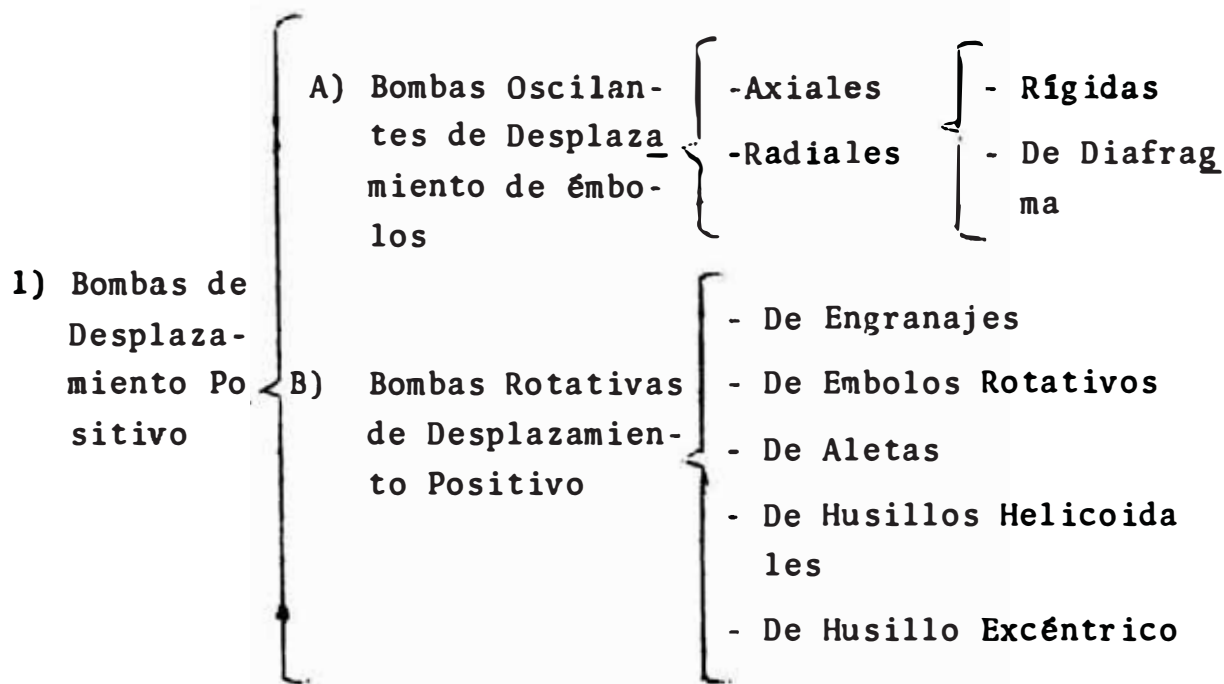 A) Bombas Oscilan-
tes de Desplaza
miento de émbo-
los
-Axiales
-Radiales
- Rígidas
- De Diafrag
ma
1) Bombas de
Desplaza-
miento Po
sitivo
B) Bombas Rotativas
de Desplazamien-
to Positivo
- De Engranajes
- De Embolos Rotativos
- De Aletas
- De Husillos Helicoida
les
- De Husillo Excéntrico